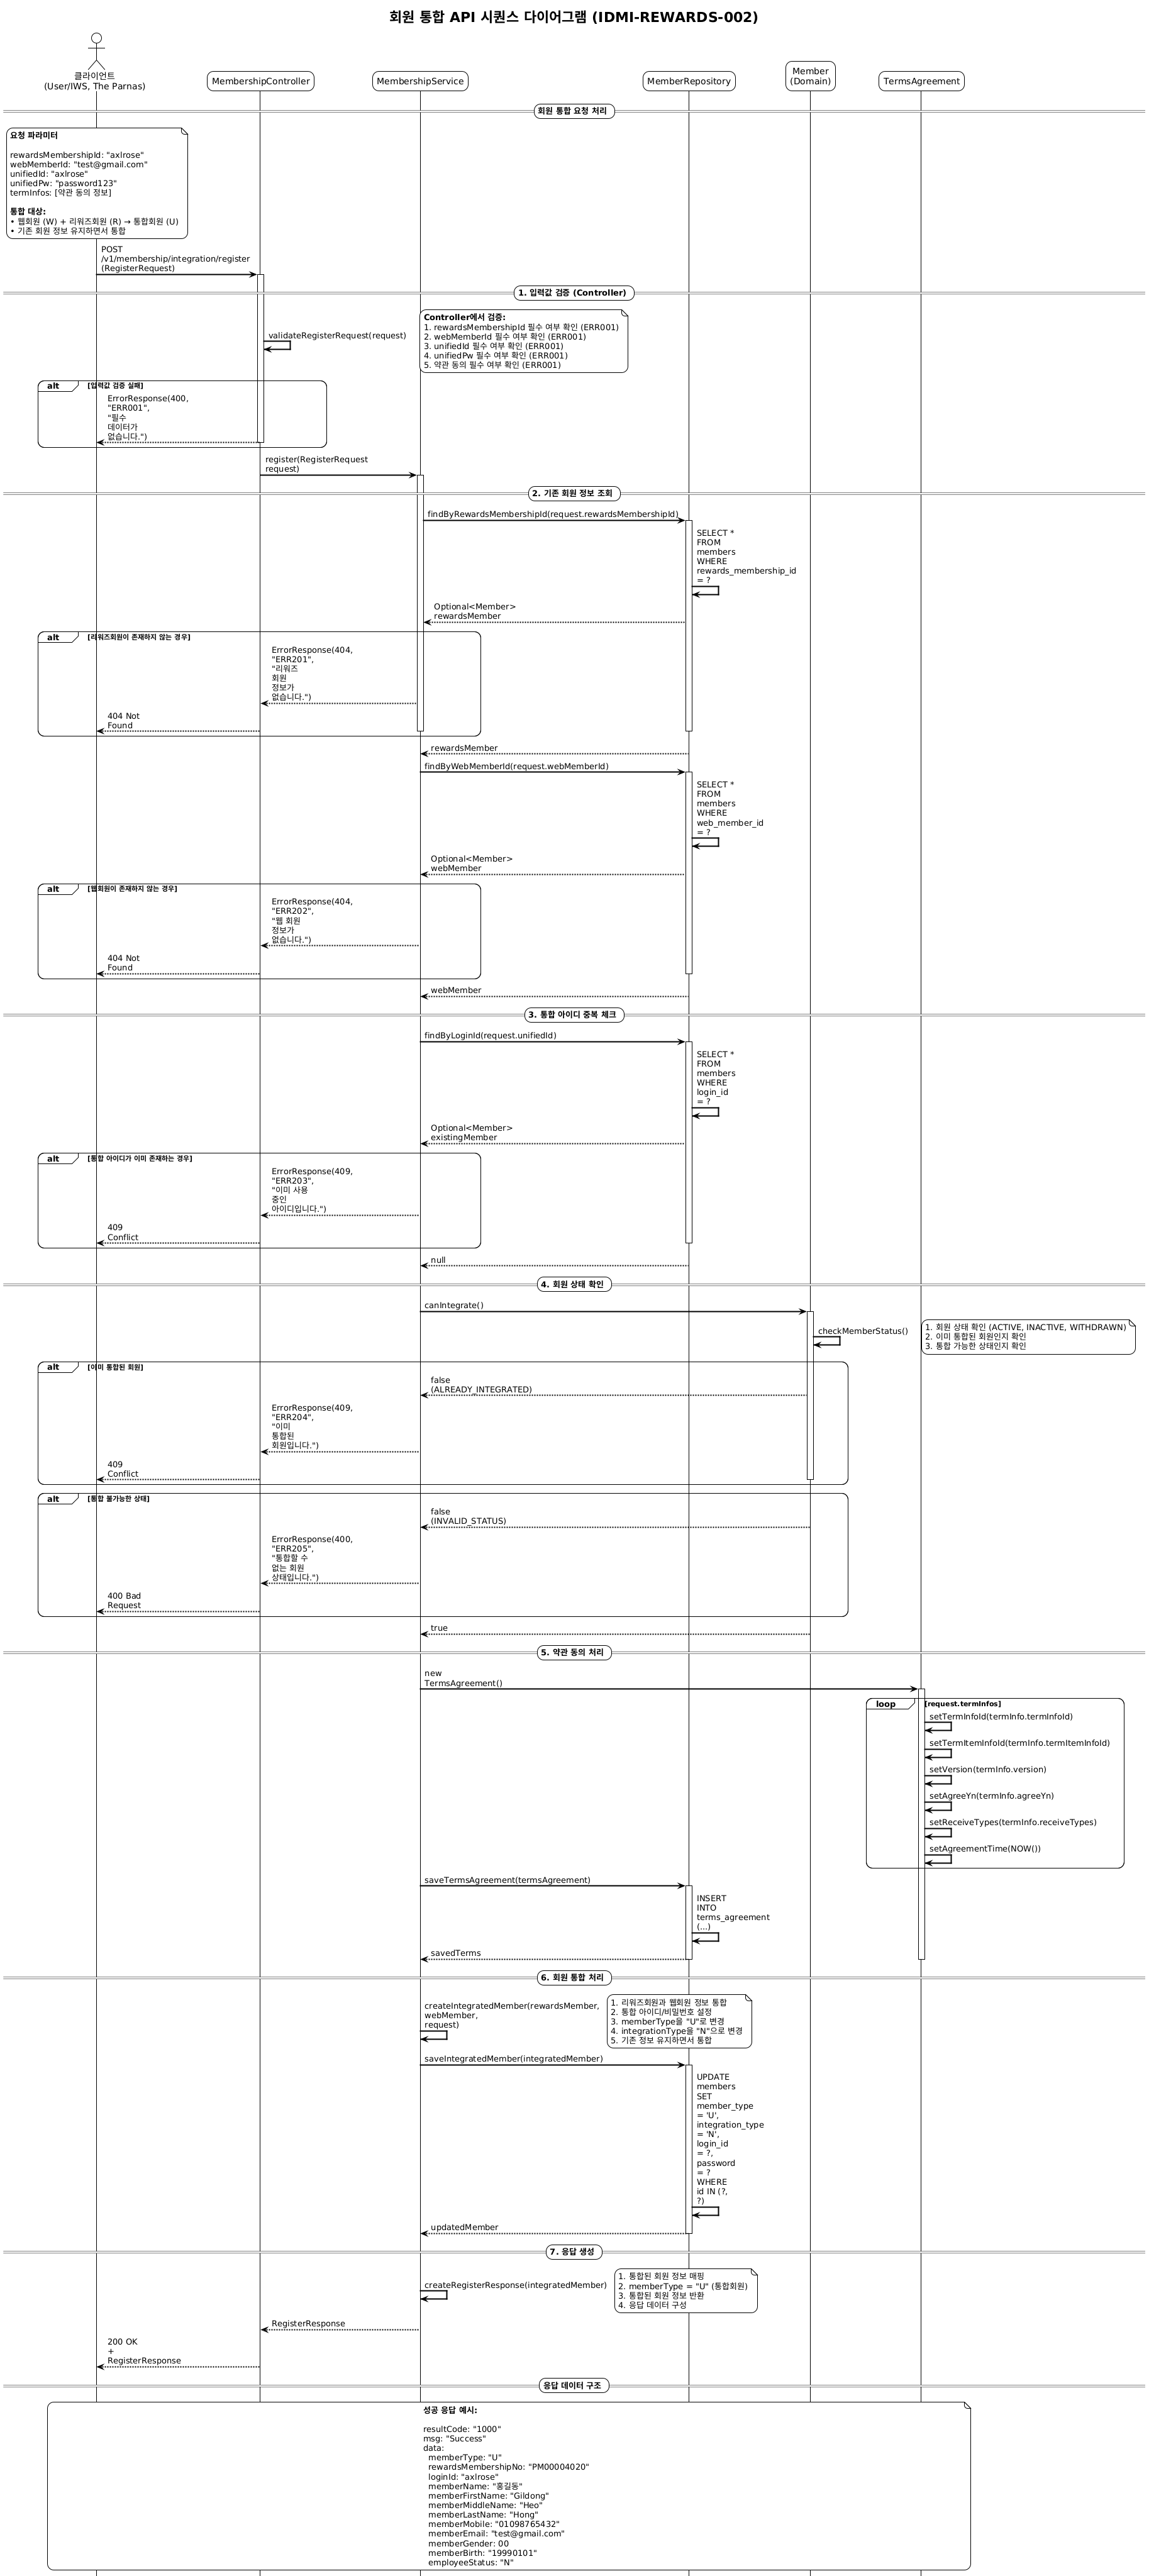 회원 통합 API 시퀀스 다이어그램 (IDMI-REWARDS-002)
클라이언트
(User/IWS, The Parnas)
MembershipController
MembershipService
MemberRepository
Member
(Domain)
TermsAgreement
회원 통합 요청 처리
요청 파라미터
rewardsMembershipId: "axlrose"
webMemberId: "test@gmail.com"
unifiedId: "axlrose"
unifiedPw: "password123"
termInfos: [약관 동의 정보]
통합 대상:
• 웹회원 (W) + 리워즈회원 (R) → 통합회원 (U)
• 기존 회원 정보 유지하면서 통합
POST
/v1/membership/integration/register
(RegisterRequest)
1. 입력값 검증 (Controller)
validateRegisterRequest(request)
Controller에서 검증:
1. rewardsMembershipId 필수 여부 확인 (ERR001)
2. webMemberId 필수 여부 확인 (ERR001)
3. unifiedId 필수 여부 확인 (ERR001)
4. unifiedPw 필수 여부 확인 (ERR001)
5. 약관 동의 필수 여부 확인 (ERR001)
alt [입력값 검증 실패]
ErrorResponse(400,
"ERR001",
"필수
데이터가
없습니다.")
register(RegisterRequest
request)
2. 기존 회원 정보 조회
findByRewardsMembershipId(request.rewardsMembershipId)
SELECT *
FROM
members
WHERE
rewards_membership_id
= ?
Optional<Member>
rewardsMember
alt [리워즈회원이 존재하지 않는 경우]
ErrorResponse(404,
"ERR201",
"리워즈
회원
정보가
없습니다.")
404 Not
Found
rewardsMember
findByWebMemberId(request.webMemberId)
SELECT *
FROM
members
WHERE
web_member_id
= ?
Optional<Member>
webMember
alt [웹회원이 존재하지 않는 경우]
ErrorResponse(404,
"ERR202",
"웹 회원
정보가
없습니다.")
404 Not
Found
webMember
3. 통합 아이디 중복 체크
findByLoginId(request.unifiedId)
SELECT *
FROM
members
WHERE
login_id
= ?
Optional<Member>
existingMember
alt [통합 아이디가 이미 존재하는 경우]
ErrorResponse(409,
"ERR203",
"이미 사용
중인
아이디입니다.")
409
Conflict
null
4. 회원 상태 확인
canIntegrate()
checkMemberStatus()
1. 회원 상태 확인 (ACTIVE, INACTIVE, WITHDRAWN)
2. 이미 통합된 회원인지 확인
3. 통합 가능한 상태인지 확인
alt [이미 통합된 회원]
false
(ALREADY_INTEGRATED)
ErrorResponse(409,
"ERR204",
"이미
통합된
회원입니다.")
409
Conflict
alt [통합 불가능한 상태]
false
(INVALID_STATUS)
ErrorResponse(400,
"ERR205",
"통합할 수
없는 회원
상태입니다.")
400 Bad
Request
true
5. 약관 동의 처리
new
TermsAgreement()
loop [request.termInfos]
setTermInfoId(termInfo.termInfoId)
setTermItemInfoId(termInfo.termItemInfoId)
setVersion(termInfo.version)
setAgreeYn(termInfo.agreeYn)
setReceiveTypes(termInfo.receiveTypes)
setAgreementTime(NOW())
saveTermsAgreement(termsAgreement)
INSERT
INTO
terms_agreement
(...)
savedTerms
6. 회원 통합 처리
createIntegratedMember(rewardsMember,
webMember,
request)
1. 리워즈회원과 웹회원 정보 통합
2. 통합 아이디/비밀번호 설정
3. memberType을 "U"로 변경
4. integrationType을 "N"으로 변경
5. 기존 정보 유지하면서 통합
saveIntegratedMember(integratedMember)
UPDATE
members
SET
member_type
= 'U',
integration_type
= 'N',
login_id
= ?,
password
= ?
WHERE
id IN (?,
?)
updatedMember
7. 응답 생성
createRegisterResponse(integratedMember)
1. 통합된 회원 정보 매핑
2. memberType = "U" (통합회원)
3. 통합된 회원 정보 반환
4. 응답 데이터 구성
RegisterResponse
200 OK
+
RegisterResponse
응답 데이터 구조
성공 응답 예시:
resultCode: "1000"
msg: "Success"
data:
memberType: "U"
rewardsMembershipNo: "PM00004020"
loginId: "axlrose"
memberName: "홍길동"
memberFirstName: "Gildong"
memberMiddleName: "Heo"
memberLastName: "Hong"
memberMobile: "01098765432"
memberEmail: "test@gmail.com"
memberGender: 00
memberBirth: "19990101"
employeeStatus: "N"